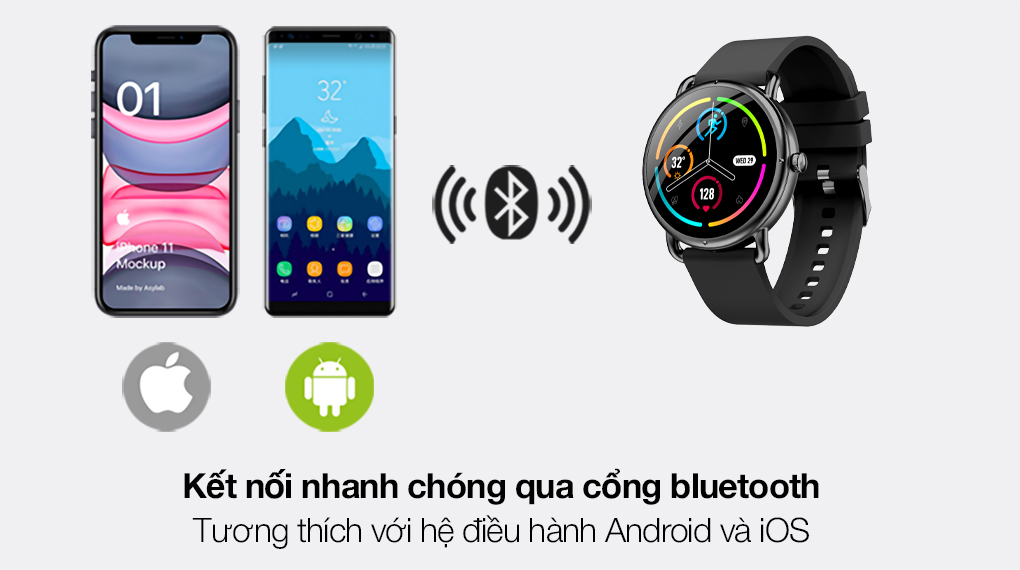 01
iPhone 11
Mockup
Made by Asylab
32°
32°
WED 29
128
Kết nối nhanh chóng qua cổng bluetooth
Tương thích với hệ điều hành Android và iOS